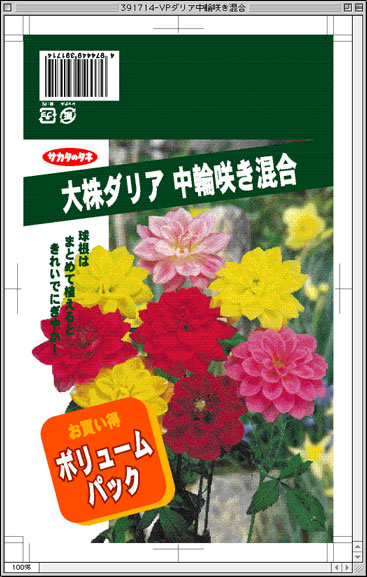 391714-VPダリア中輪咲き混合
4 974449 391714
サカタのタネ
大株ダリア 中輪咲き混合
球根は
まとめて植えると
きれいでにぎやか!
お買い得
ボリューム
パック
100%